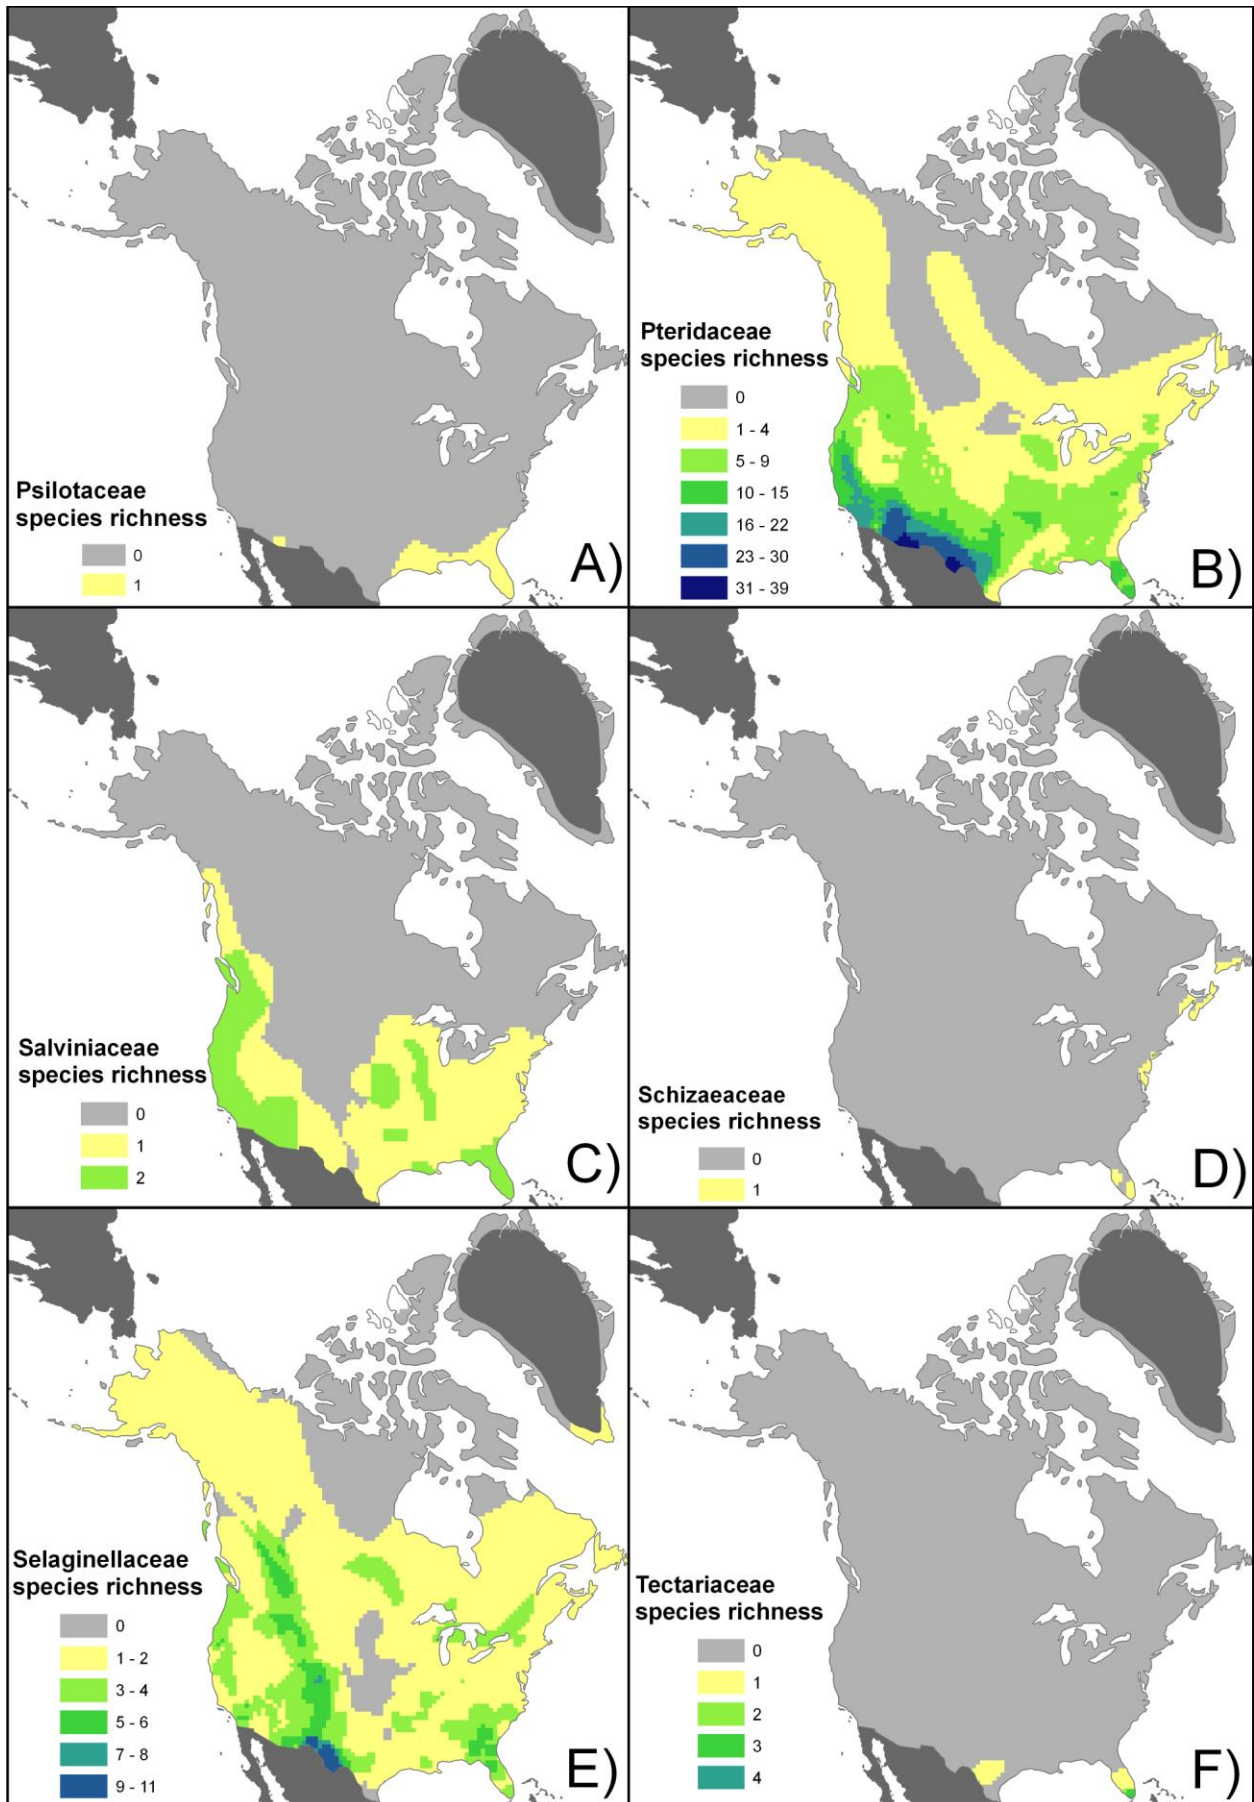 Psilotaceae
species richness
0
1
A)
Pteridaceae
species richness
0
1 - 4
5 - 9
10 - 15
16 - 22
23 - 30
31 - 39
B)
Salviniaceae
species richness
0
1
2
C)
Schizaeaceae
species richness
0
1
D)
Selaginellaceae
species richness
0
1 - 2
3 - 4
5 - 6
7 - 8
9 - 11
E)
Tectariaceae
species richness
0
1
2
3
4
F)